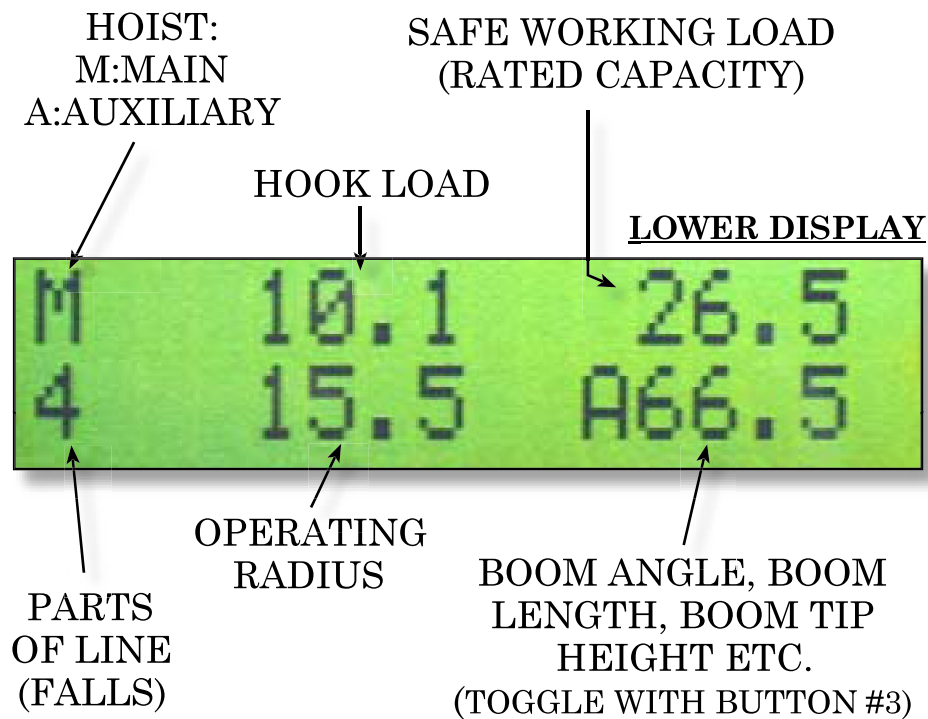 HOIST:
M:MAIN
A:AUXILIARY
SAFE WORKING LOAD
(RATED CAPACITY)
HOOK LOAD
LOWER DISPLAY
M 10.1 26.5
4 15.5 A66.5
OPERATING
RADIUS
BOOM ANGLE, BOOM
LENGTH, BOOM TIP
HEIGHT ETC.
(TOGGLE WITH BUTTON #3)
PARTS
OF LINE
(FALLS)